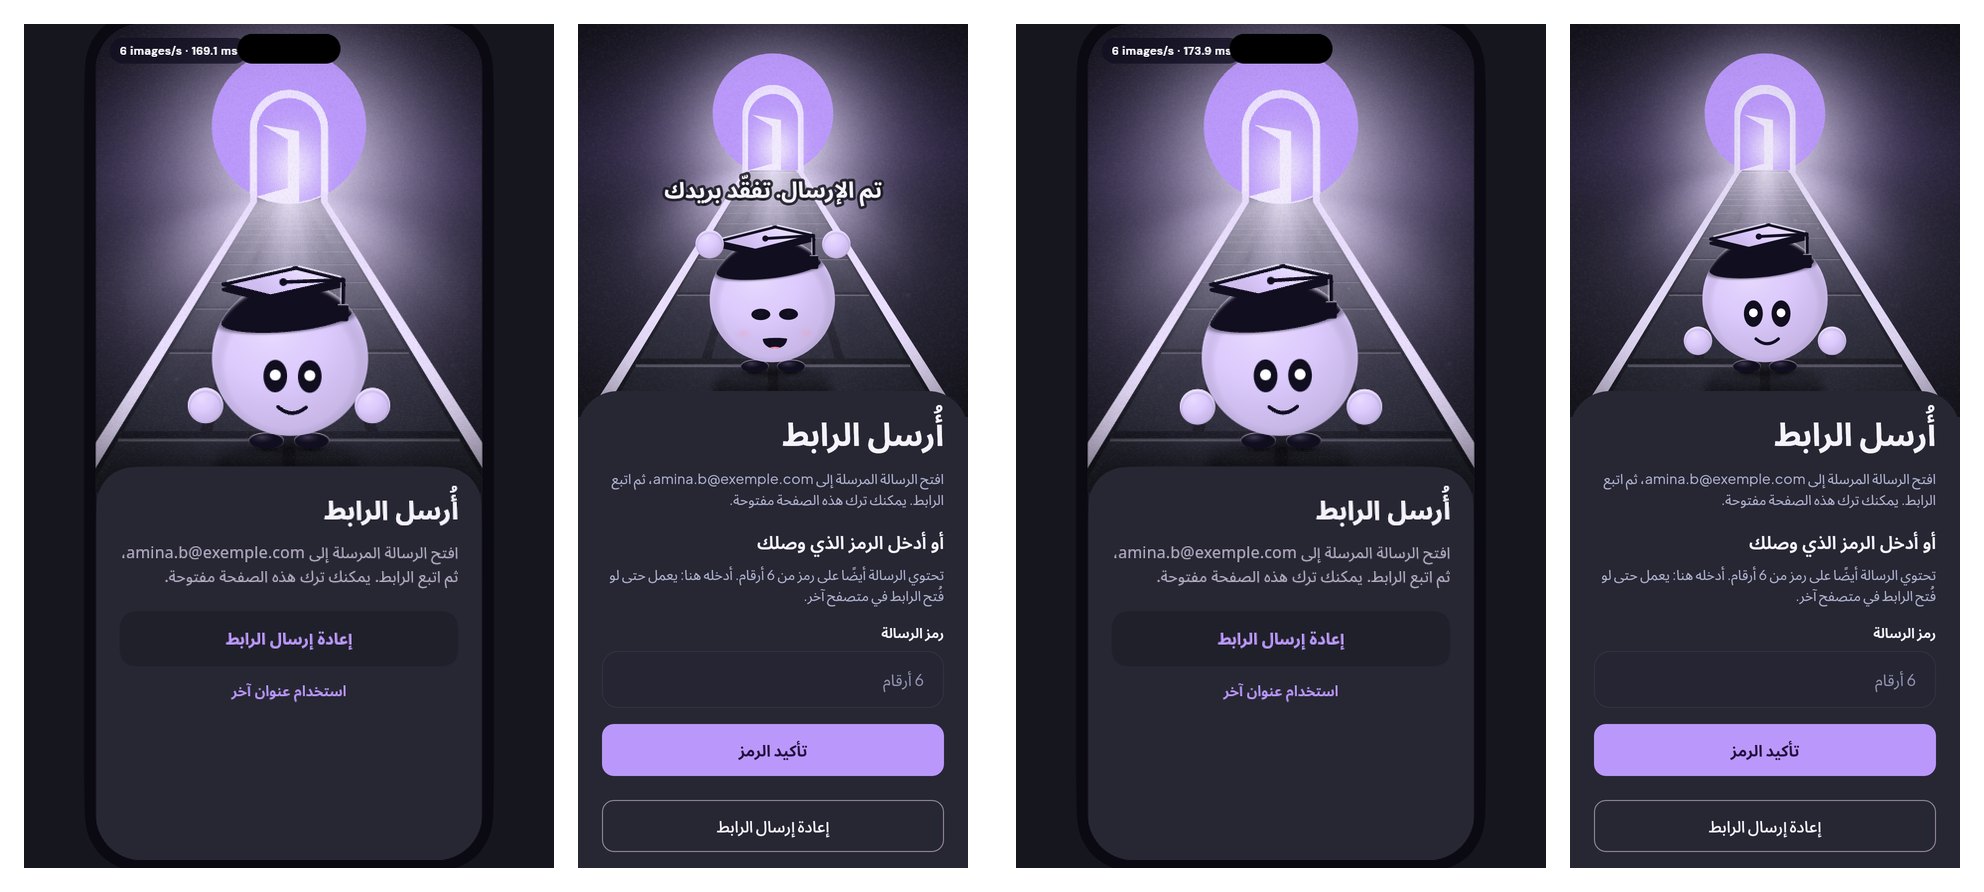 6 images/s · 169.1 ms
أُرسل الرابط
افتح الرسالة المرسلة إلى amina.b@exemple.com،
ثم اتبع الرابط. يمكنك ترك هذه الصفحة مفتوحة.
إعادة إرسال الرابط
استخدام عنوان آخر
تم الإرسال. تفقّد بريدك
أُرسل الرابط
افتح الرسالة المرسلة إلى amina.b@exemple.com، ثم اتبع
الرابط. يمكنك ترك هذه الصفحة مفتوحة.
أو أدخل الرمز الذي وصلك
تحتوي الرسالة أيضًا على رمز من 6 أرقام. أدخله هنا: يعمل حتى لو
فُتح الرابط في متصفح آخر.
رمز الرسالة
6 أرقام
تأكيد الرمز
إعادة إرسال الرابط
6 images/s · 173.9 ms
أُرسل الرابط
افتح الرسالة المرسلة إلى amina.b@exemple.com،
ثم اتبع الرابط. يمكنك ترك هذه الصفحة مفتوحة.
إعادة إرسال الرابط
استخدام عنوان آخر
أُرسل الرابط
افتح الرسالة المرسلة إلى amina.b@exemple.com، ثم اتبع
الرابط. يمكنك ترك هذه الصفحة مفتوحة.
أو أدخل الرمز الذي وصلك
تحتوي الرسالة أيضًا على رمز من 6 أرقام. أدخله هنا: يعمل حتى لو
فُتح الرابط في متصفح آخر.
رمز الرسالة
6 أرقام
تأكيد الرمز
إعادة إرسال الرابط